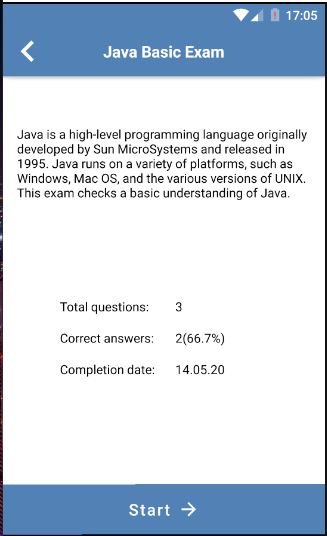 17:05
Java Basic Exam
Java is a high-level programming language originally
developed by Sun MicroSystems and released in
1995. Java runs on a variety of platforms, such as
Windows, Mac OS, and the various versions of UNIX.
This exam checks a basic understanding of Java.
Total questions: 3
Correct answers: 2(66.7%)
Completion date: 14.05.20
Start →